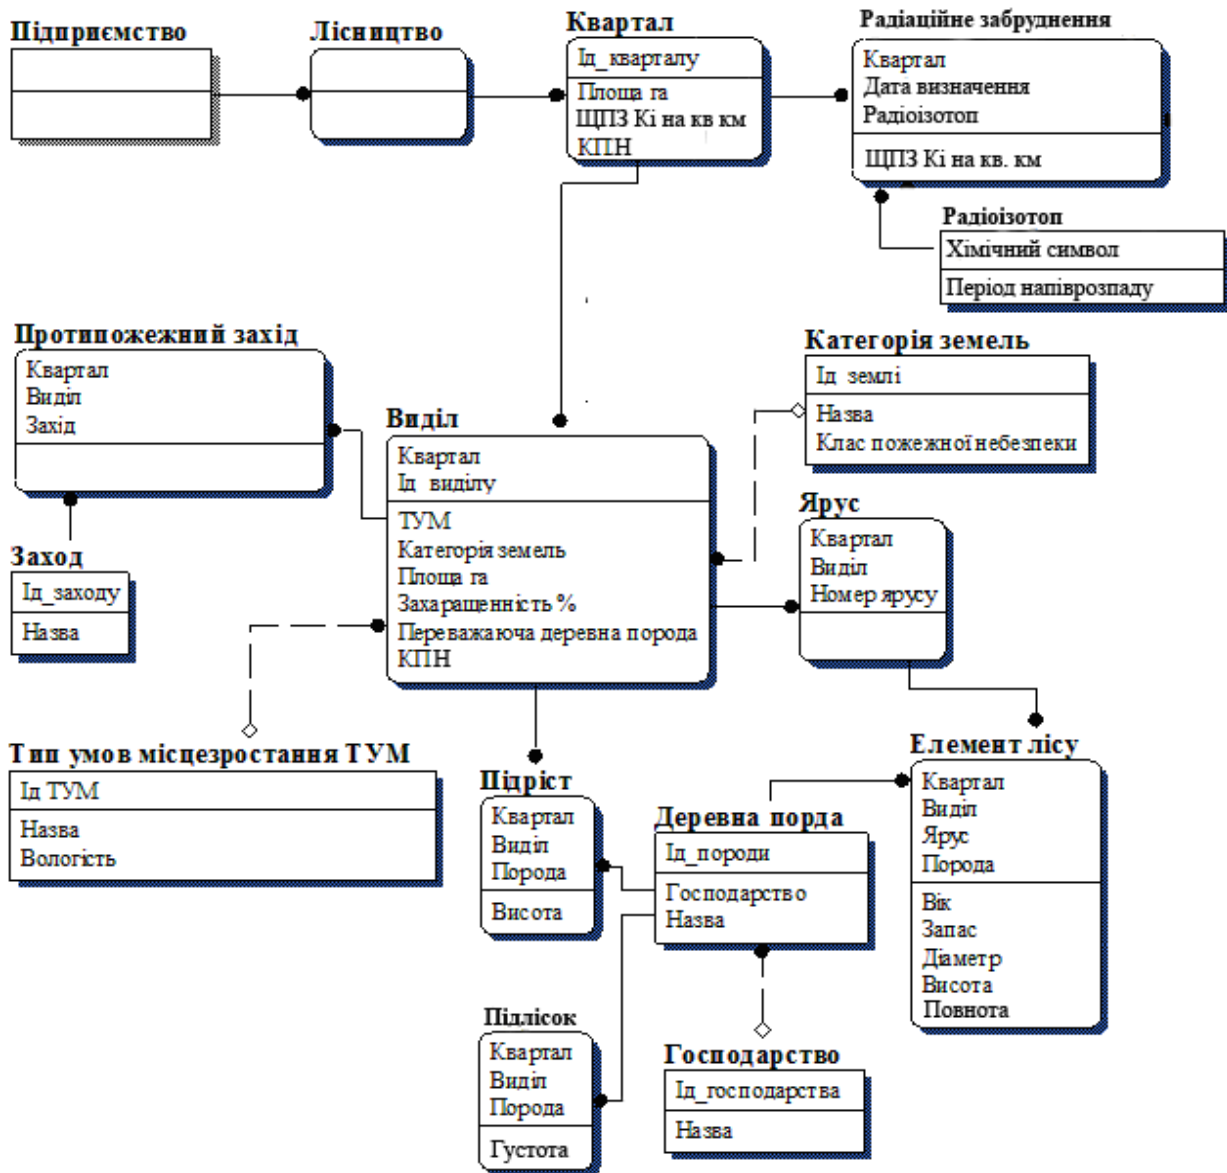 Підприємство
Лісництво
Квартал
Ід_кварталу
Площа га
ЩПЗ Кі на кв км
КПН
Радіаційне забруднення
Квартал
Дата визначення
Радіоізотоп
ЩПЗ Кі на кв. км
Радіоізотоп
Хімічний символ
Період напіврозпаду
Протипожежний захід
Квартал
Виділ
Захід
Категорія земель
Ід_землі
Назва
Клас пожежної небезпеки
Виділ
Квартал
Ід_виділу
ТУМ
Категорія земель
Площа га
Захаращенність %
Переважаюча деревна порода
КПН
Ярус
Квартал
Виділ
Номер ярусу
Заход
Ід_заходу
Назва
Тип умов місцезростання ТУМ
Ід ТУМ
Назва
Вологість
Підріст
Квартал
Виділ
Порода
Висота
Деревна порда
Ід_породи
Господарство
Назва
Елемент лісу
Квартал
Виділ
Ярус
Порода
Вік
Запас
Діаметр
Висота
Повнота
Підлісок
Квартал
Виділ
Порода
Густота
Господарство
Ід_господарства
Назва